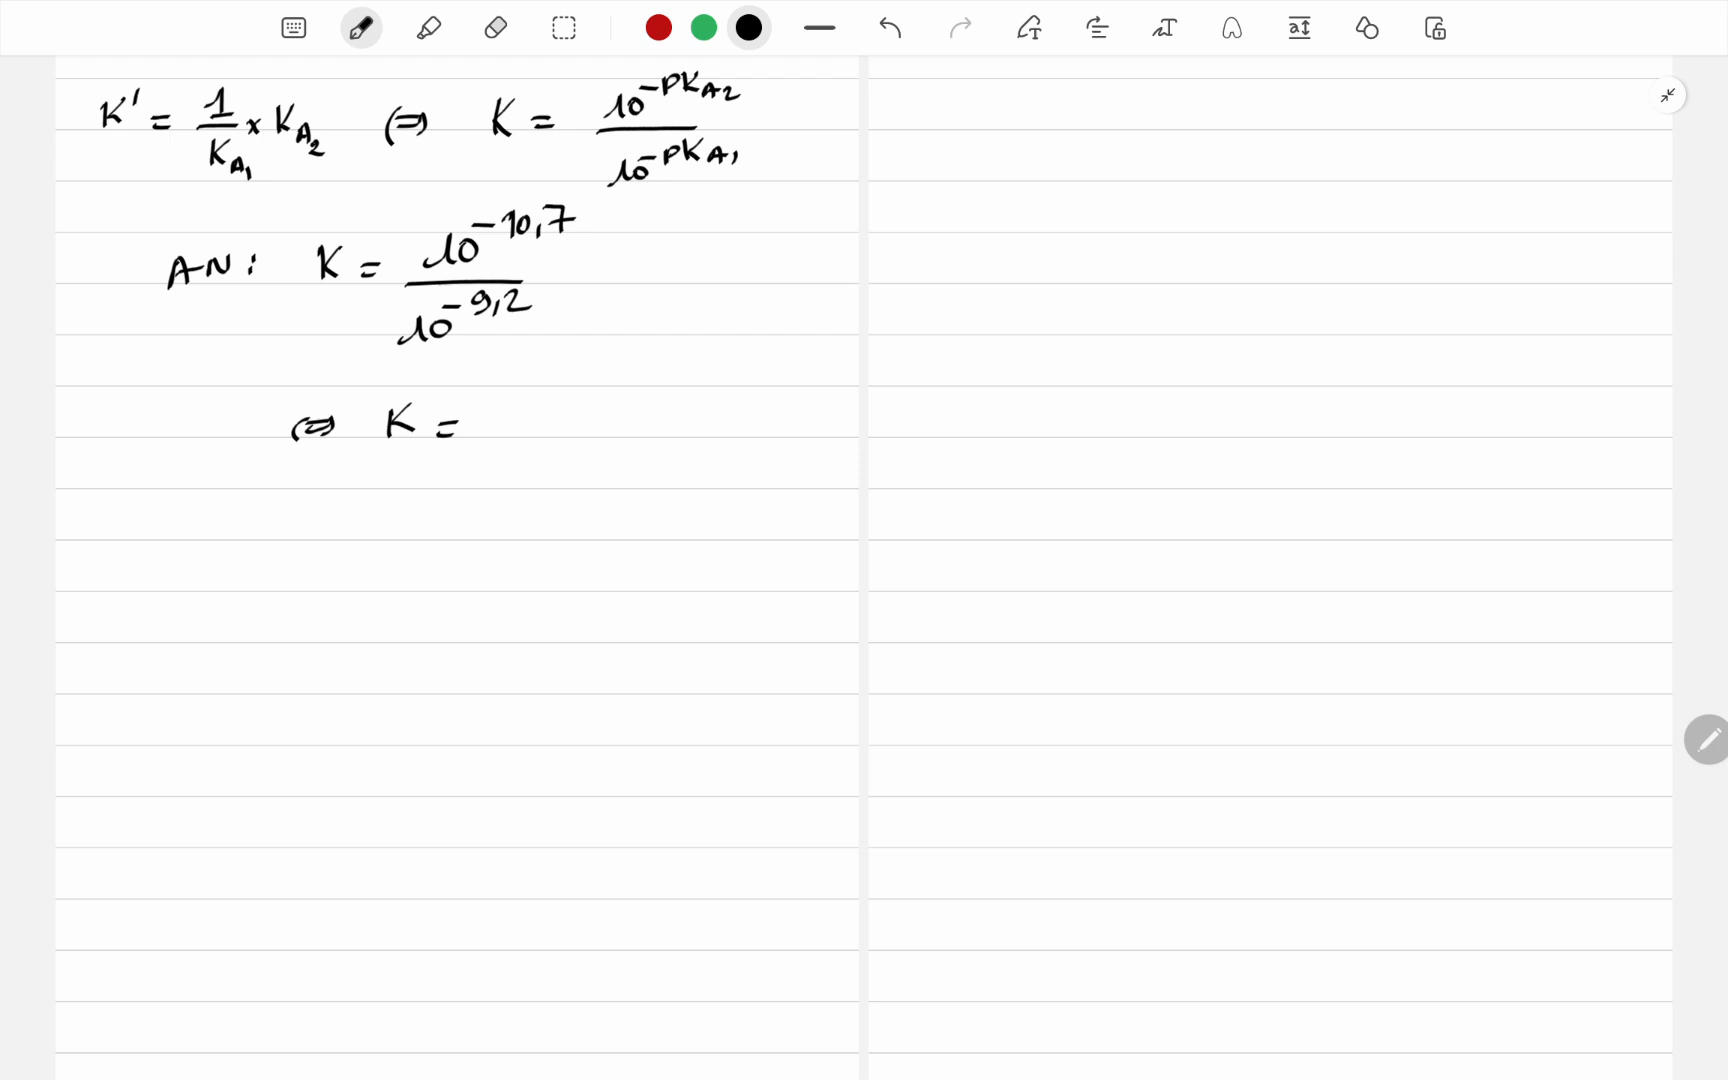 K' = 1/K_A₁ × K_A₂ ⇔ K = 10^-PK_A2 / 10^-PK_A₁
AN : K = 10^-10,7 / 10^-9,2
⇔ K =